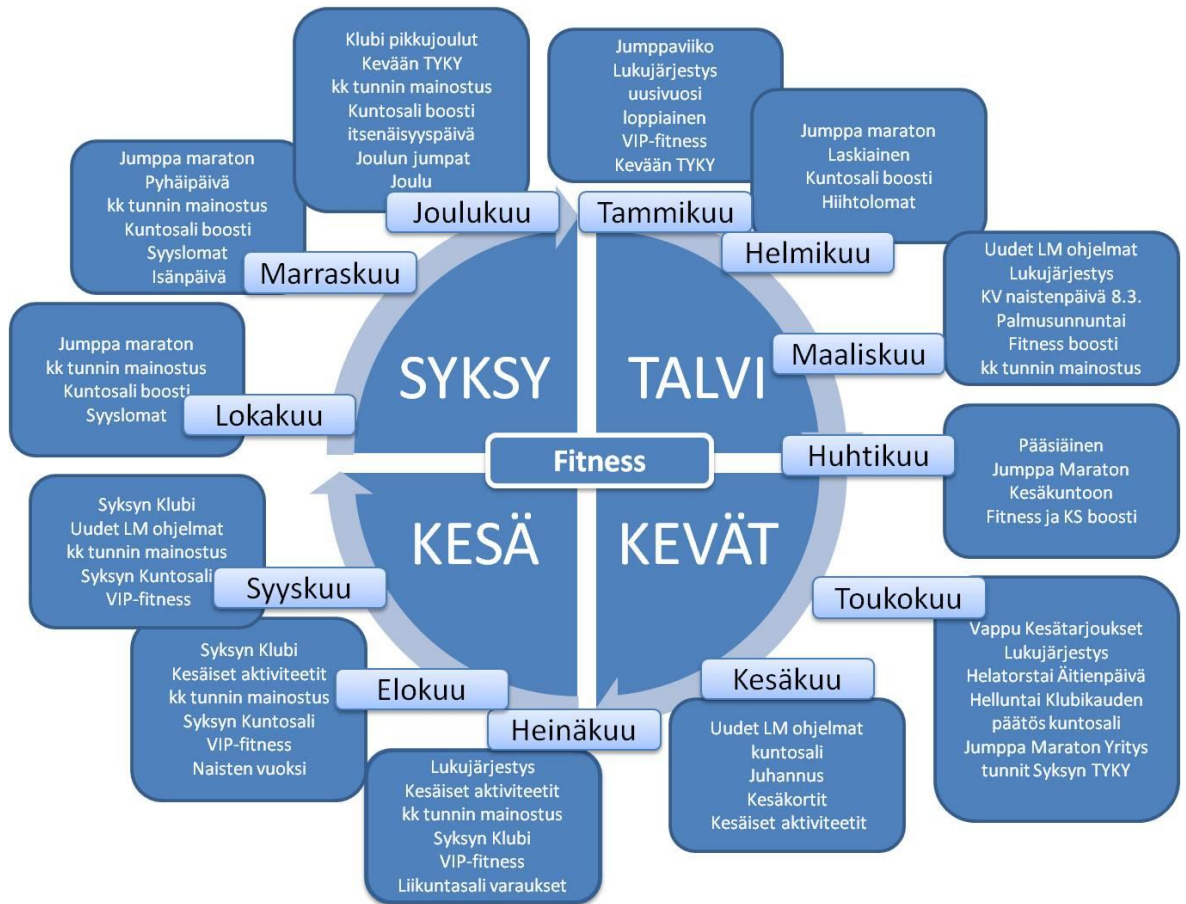 Klubi pikkujoulut
Kevään TYKY
kk tunnin mainostus
Kuntosali boosti
itsenäisyyspäivä
Joulun jumpat
Joulu
Joulukuu
Jumppaviiko
Lukujärjestys
uusivuosi
loppiainen
VIP-fitness
Kevään TYKY
Tammikuu
Jumppa maraton
Laskiainen
Kuntosali boosti
Hiihtolomat
Helmikuu
Uudet LM ohjelmat
Lukujärjestys
KV naistenpäivä 8.3.
Palmusunnuntai
Fitness boosti
kk tunnin mainostus
Maaliskuu
Pääsiäinen
Jumppa Maraton
Kesäkuntoon
Fitness ja KS boosti
Huhtikuu
Vappu Kesätarjoukset
Lukujärjestys
Helatorstai Äitienpäivä
Helluntai Klubikauden
päätös kuntosali
Jumppa Maraton Yritys
tunnit Syksyn TYKY
Toukokuu
Kesäkuu
Uudet LM ohjelmat
kuntosali
Juhannus
Kesäkortit
Kesäiset aktiviteetit
Heinäkuu
Lukujärjestys
Kesäiset aktiviteetit
kk tunnin mainostus
Syksyn Klubi
VIP-fitness
Liikuntasali varaukset
Elokuu
Syksyn Klubi
Kesäiset aktiviteetit
kk tunnin mainostus
Syksyn Kuntosali
VIP-fitness
Naisten vuoksi
Syyskuu
Syksyn Klubi
Uudet LM ohjelmat
kk tunnin mainostus
Syksyn Kuntosali
VIP-fitness
Lokakuu
Jumppa maraton
kk tunnin mainostus
Kuntosali boosti
Syyslomat
Marraskuu
Jumppa maraton
Pyhäipäivä
kk tunnin mainostus
Kuntosali boosti
Syyslomat
Isänpäivä
SYKSY
TALVI
Fitness
KESÄ
KEVÄT